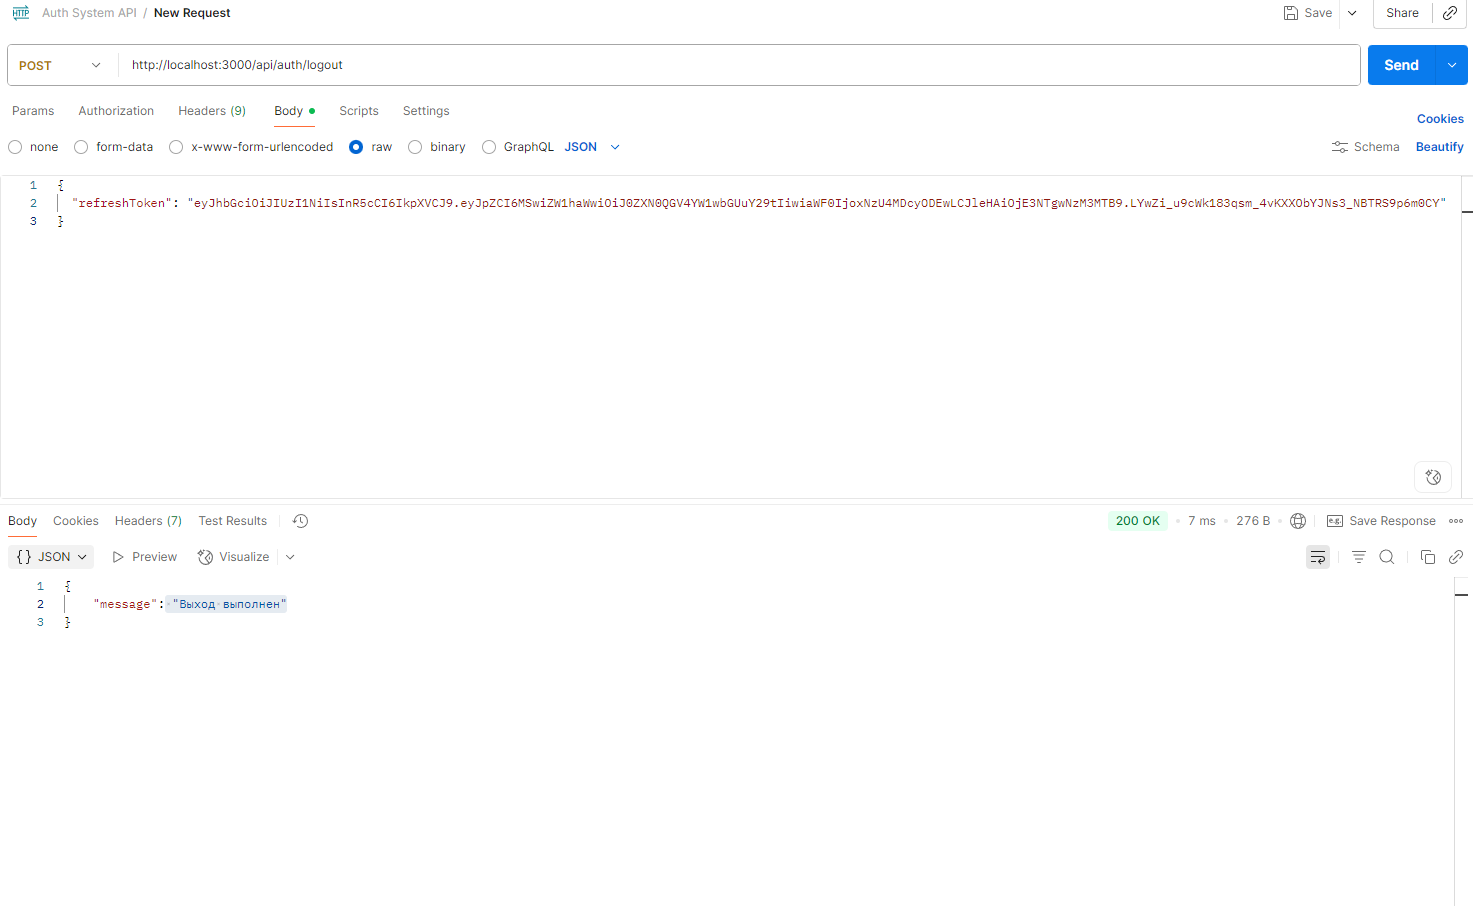 HTTP Auth System API / New Request Save Share
POST http://localhost:3000/api/auth/logout Send
Params Authorization Headers (9) Body Scripts Settings Cookies
none form-data x-www-form-urlencoded raw binary GraphQL JSON Schema Beautify
1 {
2 "refreshToken": "eyJhbGciOiJIUzI1NiIsInR5cCI6IkpXVCJ9.eyJpZCI6MSwiZW1haWwiOiJ0ZXN0QGV4YW1wbGUuY29tIiwiaWF0IjoxNzU4MDcyODEwLCJleHAiOjE3NTgwNzM3MTB9.LYwZi_u9cWk183qsm_4vKXXObYJNs3_NBTRS9p6m0CY"
3 }
Body Cookies Headers (7) Test Results 200 OK 7 ms 276 B e.g. Save Response
{} JSON Preview Visualize
1 {
2 "message": "Выход выполнен"
3 }